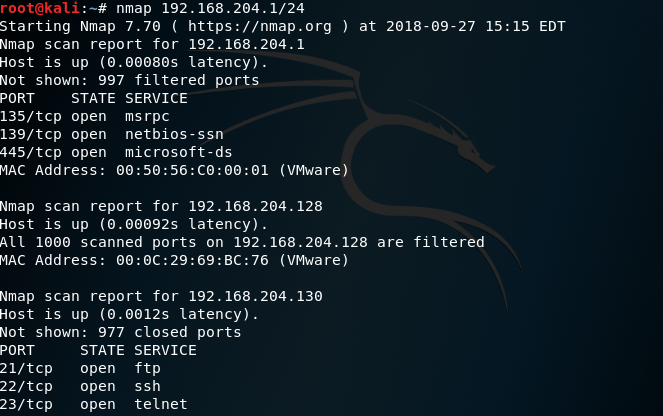 root@kali:~# nmap 192.168.204.1/24
Starting Nmap 7.70 ( https://nmap.org ) at 2018-09-27 15:15 EDT
Nmap scan report for 192.168.204.1
Host is up (0.00080s latency).
Not shown: 997 filtered ports
PORT    STATE SERVICE
135/tcp open  msrpc
139/tcp open  netbios-ssn
445/tcp open  microsoft-ds
MAC Address: 00:50:56:C0:00:01 (VMware)

Nmap scan report for 192.168.204.128
Host is up (0.00092s latency).
All 1000 scanned ports on 192.168.204.128 are filtered
MAC Address: 00:0C:29:69:BC:76 (VMware)

Nmap scan report for 192.168.204.130
Host is up (0.0012s latency).
Not shown: 977 closed ports
PORT     STATE SERVICE
21/tcp   open  ftp
22/tcp   open  ssh
23/tcp   open  telnet